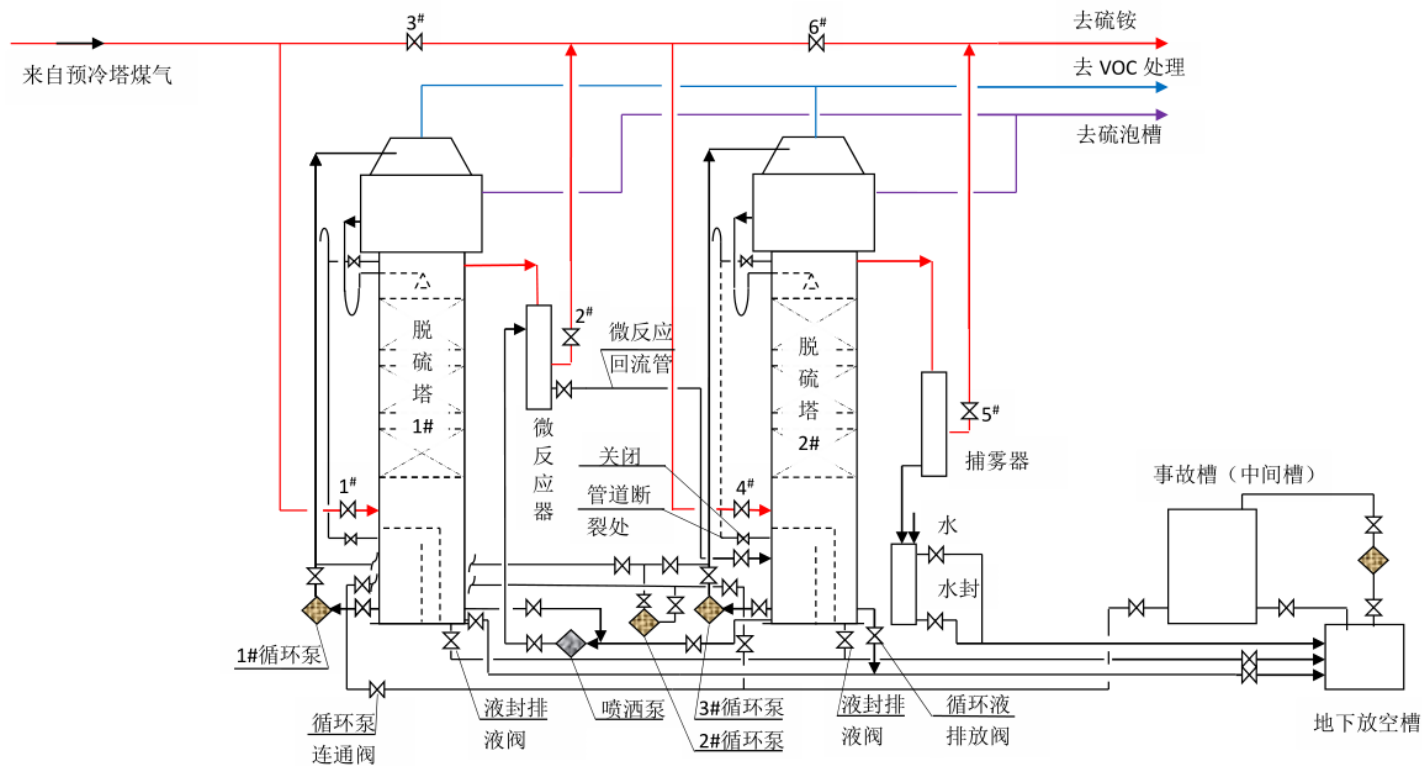 3#
6#
去硫铵
来自预冷塔煤气
去 VOC 处理
去硫泡槽
脱
硫
塔
1#
2#
微反应
回流管
脱
硫
塔
2#
5#
微
反
应
器
捕雾器
关闭
管道断
裂处
1#
4#
水
水封
事故槽（中间槽）
1#循环泵
循环泵
连通阀
液封排
液阀
喷洒泵
3#循环泵
2#循环泵
液封排
液阀
循环液
排放阀
地下放空槽